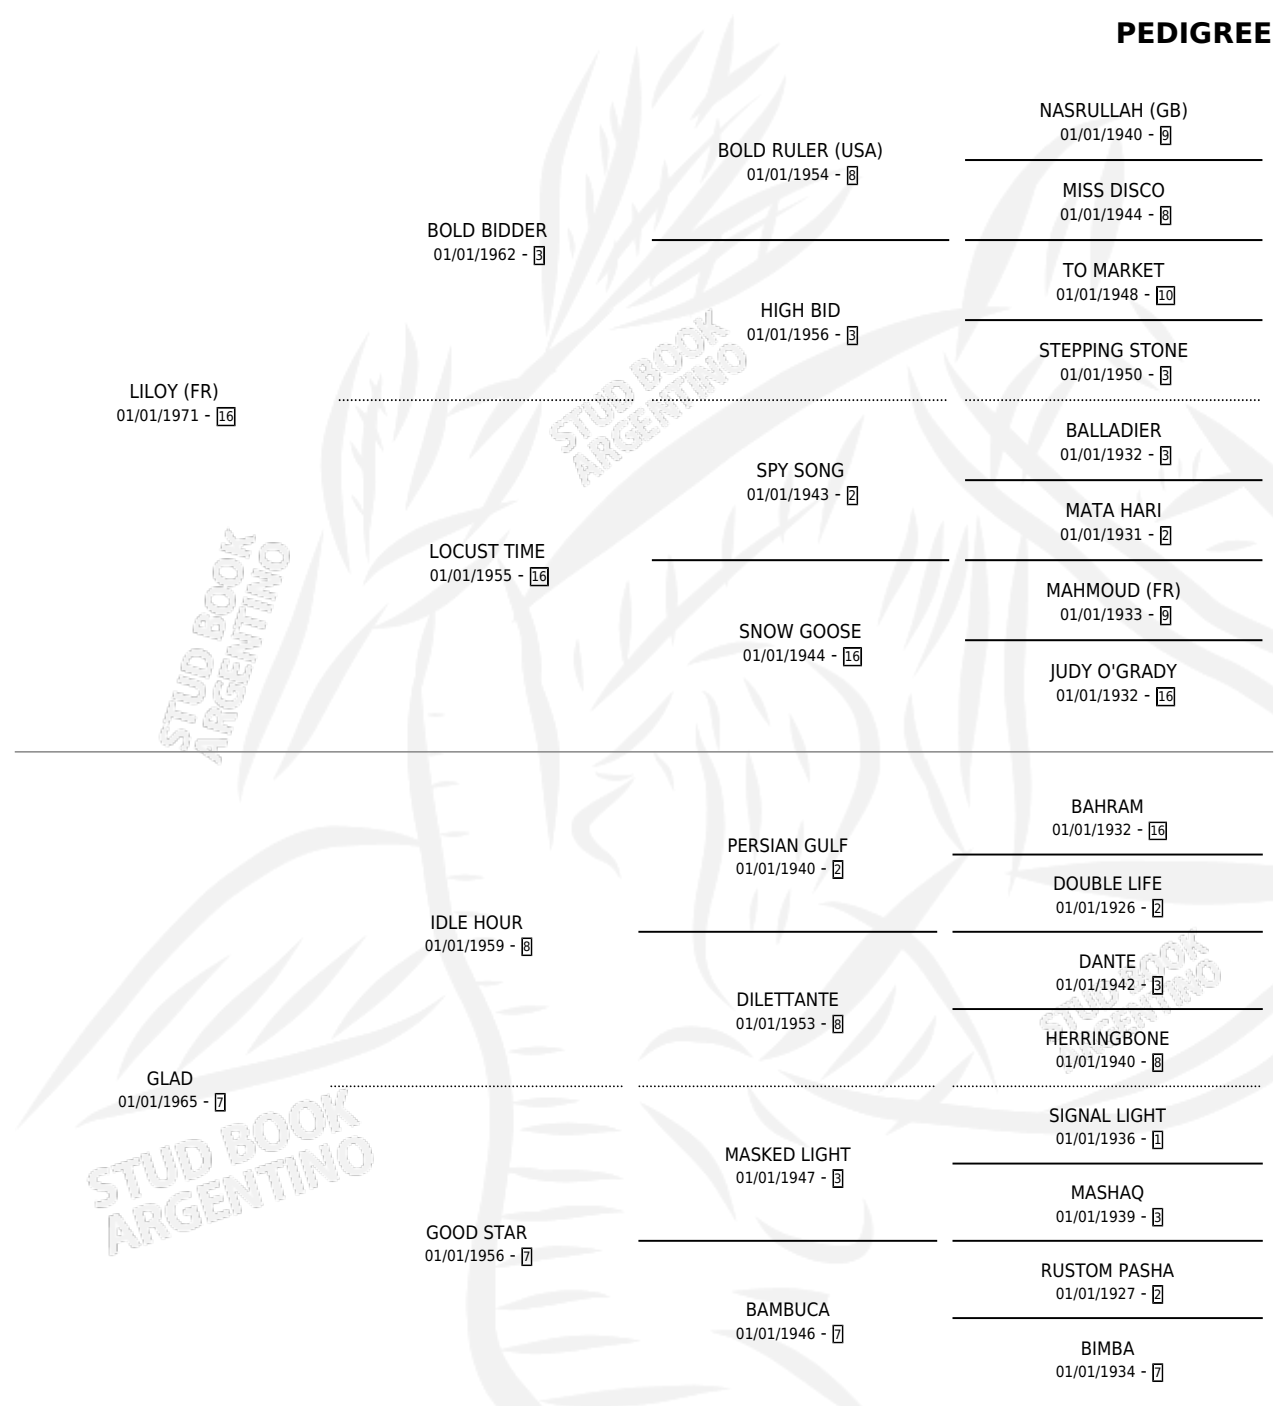 PEDIGREE
NASRULLAH (GB)
01/01/1940 - 9
BOLD RULER (USA)
01/01/1954 - 8
MISS DISCO
01/01/1944 - 8
BOLD BIDDER
01/01/1962 - 3
TO MARKET
01/01/1948 - 10
HIGH BID
01/01/1956 - 3
STEPPING STONE
01/01/1950 - 3
LILOY (FR)
01/01/1971 - 16
STUD BOOK
ARGENTINO
BALLADIER
01/01/1932 - 3
SPY SONG
01/01/1943 - 2
MATA HARI
01/01/1931 - 2
LOCUST TIME
01/01/1955 - 16
MAHMOUD (FR)
01/01/1933 - 9
SNOW GOOSE
01/01/1944 - 16
JUDY O'GRADY
01/01/1932 - 16
STUD BOOK
ARGENTINO
BAHRAM
01/01/1932 - 16
PERSIAN GULF
01/01/1940 - 2
DOUBLE LIFE
01/01/1926 - 2
IDLE HOUR
01/01/1959 - 8
DANTE
01/01/1942 - 3
DILETTANTE
01/01/1953 - 8
STUD BOOK
ARGENTINO
HERRINGBONE
01/01/1940 - 8
GLAD
01/01/1965 - 7
SIGNAL LIGHT
01/01/1936 - 1
MASKED LIGHT
01/01/1947 - 3
STUD BOOK
ARGENTINO
MASHAQ
01/01/1939 - 3
GOOD STAR
01/01/1956 - 7
RUSTOM PASHA
01/01/1927 - 2
BAMBUCA
01/01/1946 - 7
BIMBA
01/01/1934 - 7